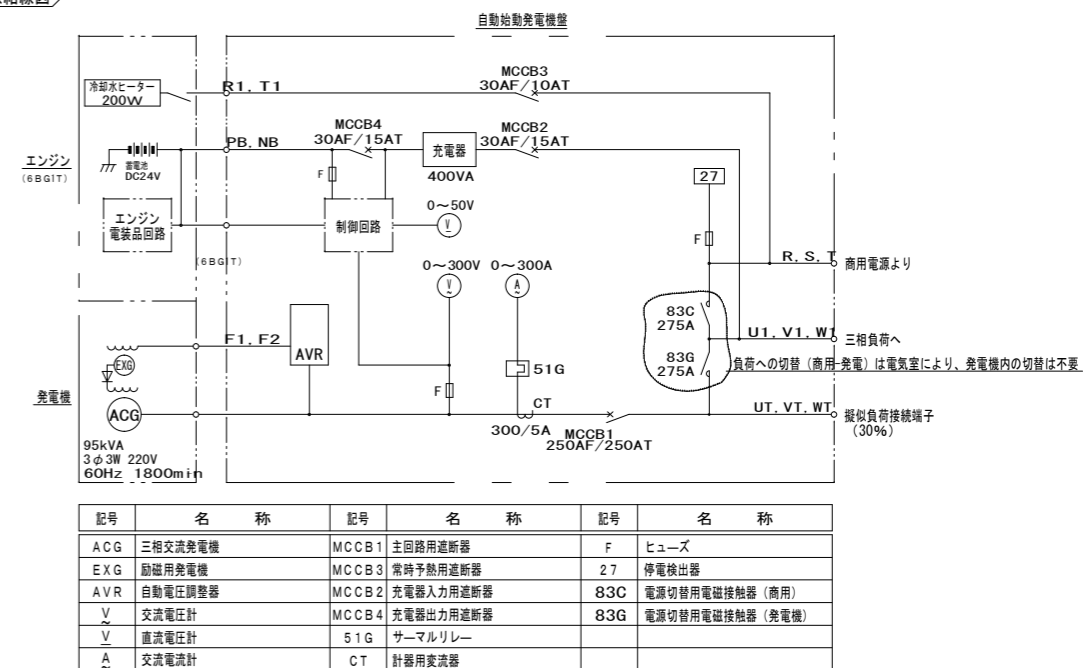 自動始動発電機盤
冷却水ヒーター
200W
R1, T1
MCCB3
30AF/10AT
PB, NB
MCCB4
30AF/15AT
充電器
400VA
MCCB2
30AF/15AT
エンジン
(6BG1T)
蓄電池
DC24V
F
27
エンジン
電装品回路
制御回路
0～50V
V
(6BG1T)
F
R, S, T
商用電源より
0～300V
0～300A
V
A
83C
275A
U1, V1, W1
三相負荷へ
83G
275A
負荷への切替（商用-発電）は電気室により、発電機内の切替は不要
F1, F2
AVR
EXG
51G
F
発電機
ACG
CT
300/5A
MCCB1
250AF/250AT
UT, VT, WT
擬似負荷接続端子
(30%)
95kVA
3φ3W 220V
60Hz 1800min
記号 名 称 記号 名 称 記号 名 称
ACG 三相交流発電機 MCCB1 主回路用遮断器 F ヒューズ
EXG 励磁用発電機 MCCB3 常時予熱用遮断器 27 停電検出器
AVR 自動電圧調整器 MCCB2 充電器入力用遮断器 83C 電源切替用電磁接触器（商用）
V 交流電圧計 MCCB4 充電器出力用遮断器 83G 電源切替用電磁接触器（発電機）
V 直流電圧計 51G サーマルリレー
A 交流電流計 CT 計器用変流器